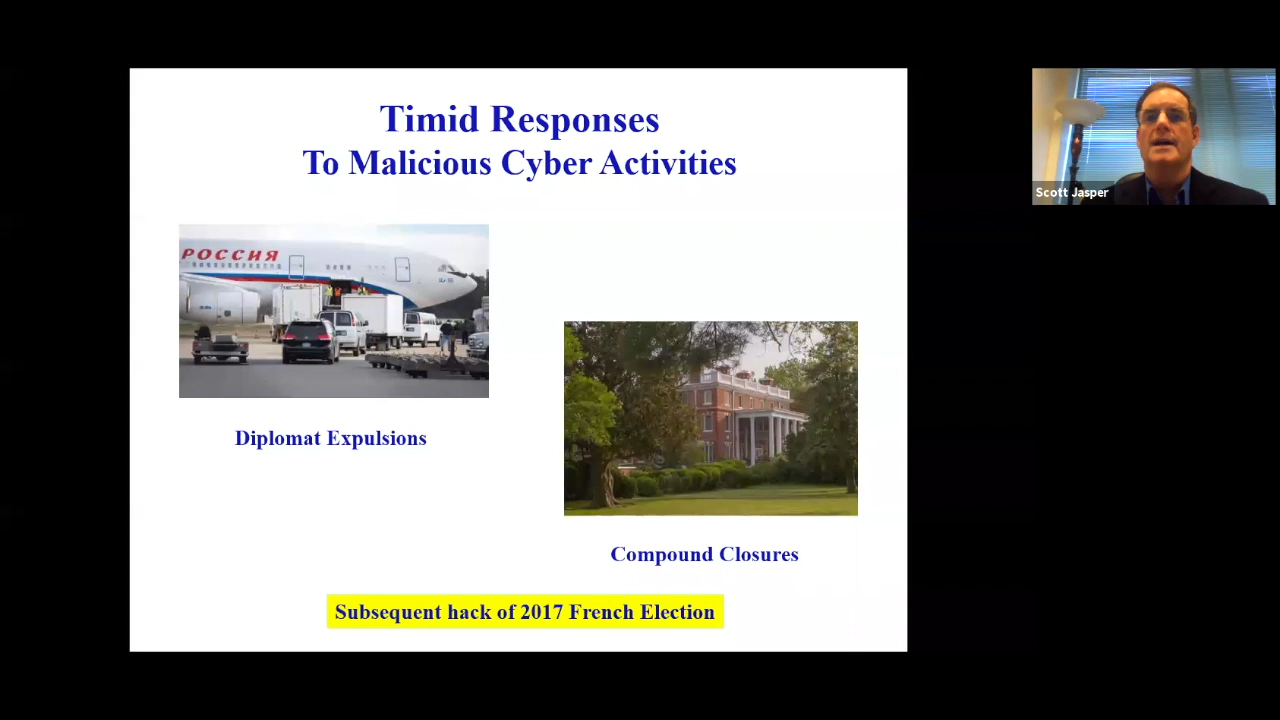 Timid Responses
To Malicious Cyber Activities
РОССИЯ
Diplomat Expulsions
Compound Closures
Subsequent hack of 2017 French Election
Scott Jasper